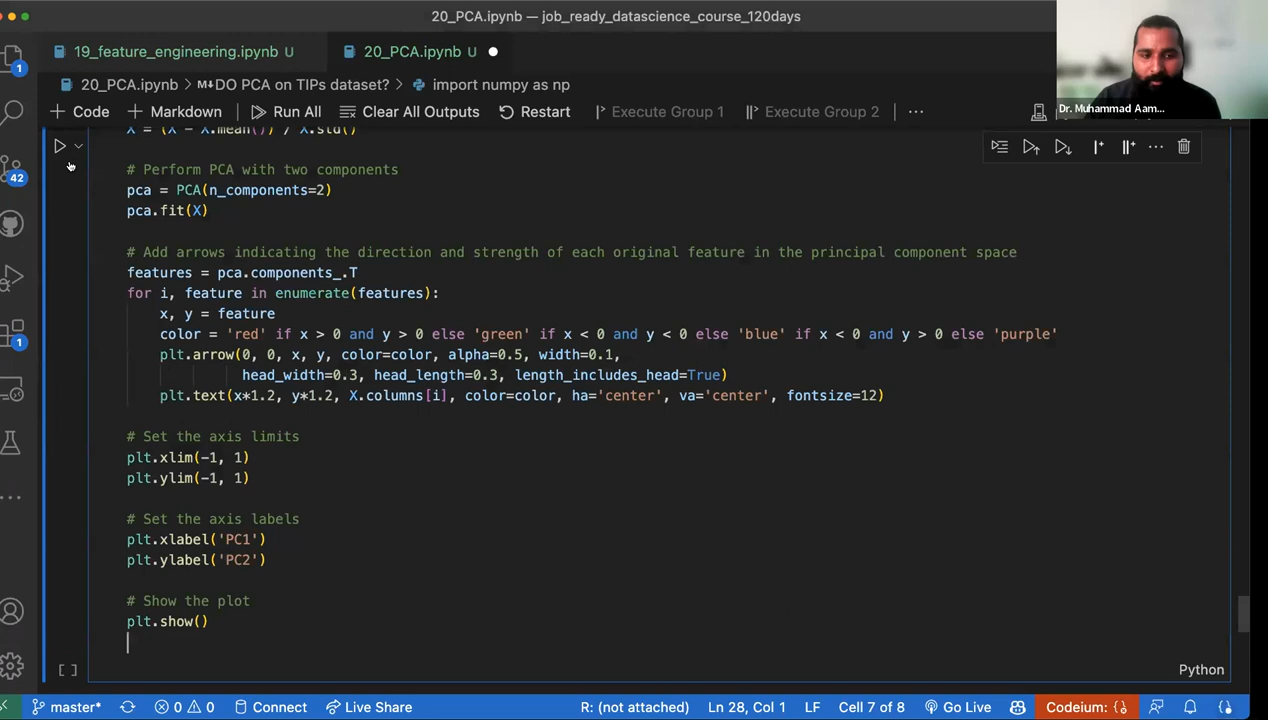 20_PCA.ipynb — job_ready_datascience_course_120days
19_feature_engineering.ipynb U
20_PCA.ipynb U
20_PCA.ipynb > M↓DO PCA on TIPs dataset? > import numpy as np
+ Code + Markdown Run All Clear All Outputs Restart Execute Group 1 Execute Group 2 ...
Dr. Muhammad Aam...
X = (X - X.mean()) / X.std()
# Perform PCA with two components
pca = PCA(n_components=2)
pca.fit(X)
# Add arrows indicating the direction and strength of each original feature in the principal component space
features = pca.components_.T
for i, feature in enumerate(features):
x, y = feature
color = 'red' if x > 0 and y > 0 else 'green' if x < 0 and y < 0 else 'blue' if x < 0 and y > 0 else 'purple'
plt.arrow(0, 0, x, y, color=color, alpha=0.5, width=0.1,
head_width=0.3, head_length=0.3, length_includes_head=True)
plt.text(x*1.2, y*1.2, X.columns[i], color=color, ha='center', va='center', fontsize=12)
# Set the axis limits
plt.xlim(-1, 1)
plt.ylim(-1, 1)
# Set the axis labels
plt.xlabel('PC1')
plt.ylabel('PC2')
# Show the plot
plt.show()
[ ]
Python
1
42
1
master* 0 0 Connect Live Share R: (not attached) Ln 28, Col 1 LF Cell 7 of 8 Go Live Codeium: {}